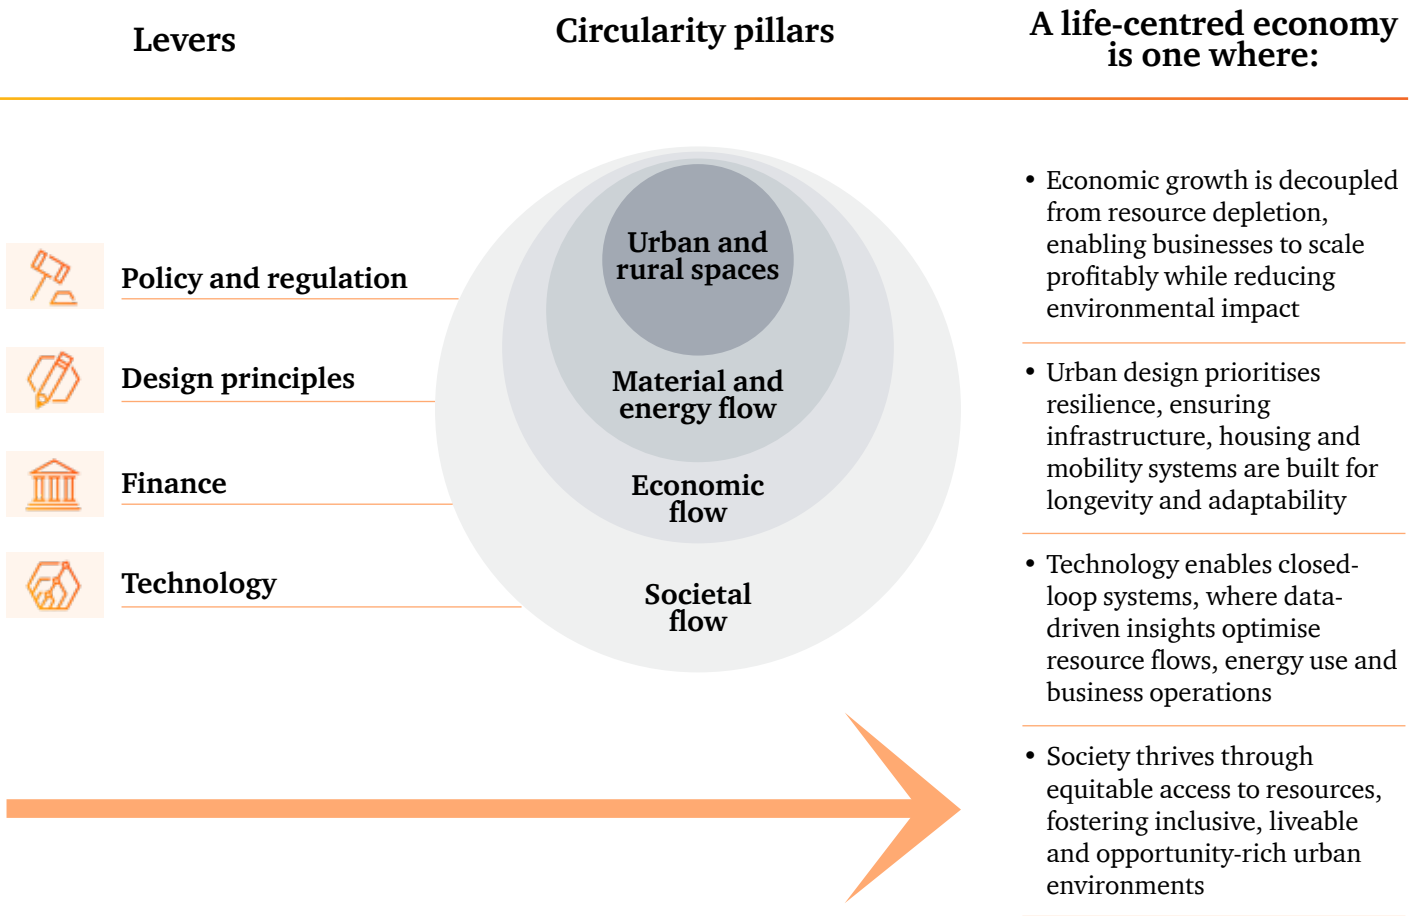 Levers
Circularity pillars
A life-centred economy
is one where:
Policy and regulation
Design principles
Finance
Technology
Urban and
rural spaces
Material and
energy flow
Economic
flow
Societal
flow
• Economic growth is decoupled
from resource depletion,
enabling businesses to scale
profitably while reducing
environmental impact
• Urban design prioritises
resilience, ensuring
infrastructure, housing and
mobility systems are built for
longevity and adaptability
• Technology enables closed-
loop systems, where data-
driven insights optimise
resource flows, energy use and
business operations
• Society thrives through
equitable access to resources,
fostering inclusive, liveable
and opportunity-rich urban
environments